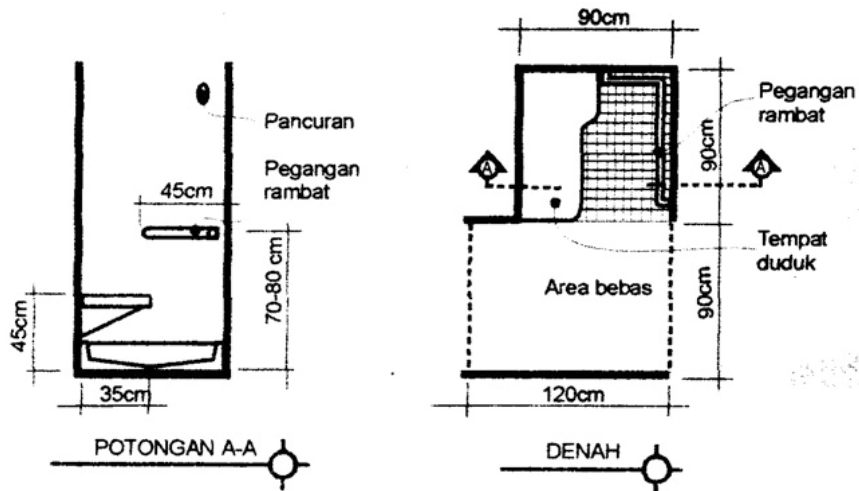 Pancuran
Pegangan
rambat
45cm
70-80 cm
45cm
35cm
POTONGAN A-A
90cm
Pegangan
rambat
90cm
A
A
Tempat
duduk
Area bebas
90cm
120cm
DENAH